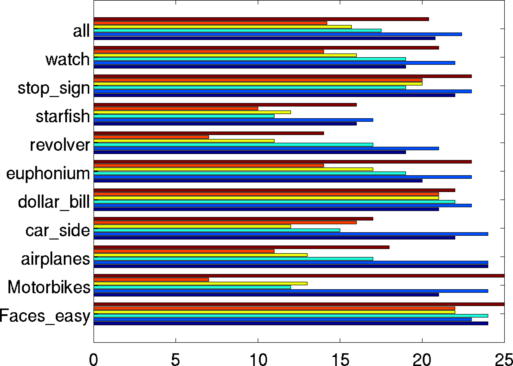 all
watch
stop_sign
starfish
revolver
euphonium
dollar_bill
car_side
airplanes
Motorbikes
Faces_easy
0 5 10 15 20 25